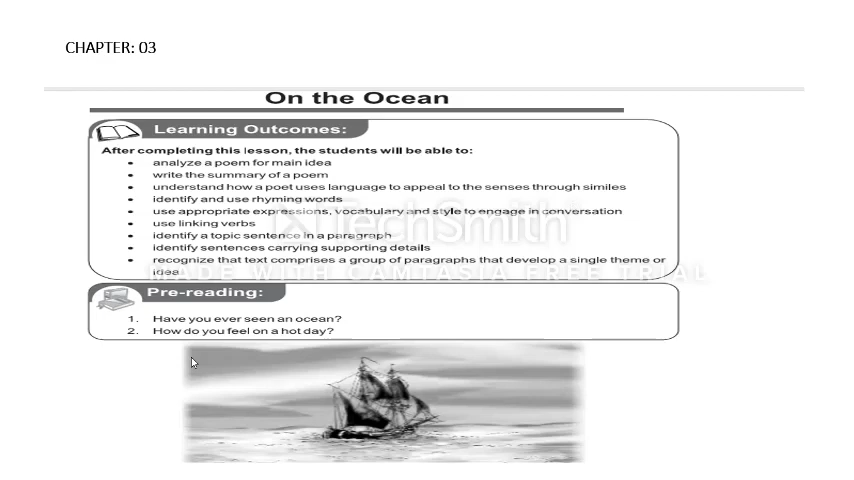 CHAPTER: 03
On the Ocean
Learning Outcomes:
After completing this lesson, the students will be able to:
• analyze a poem for main idea
• write the summary of a poem
• understand how a poet uses language to appeal to the senses through similes
• identify and use rhyming words
• use appropriate expressions, vocabulary and style to engage in conversation
• use linking verbs
• identify a topic sentence in a paragraph
• identify sentences carrying supporting details
• recognize that text comprises a group of paragraphs that develop a single theme or
idea
TechSmith
MADE WITH CAMTASIA FREE TRIAL
Pre-reading:
1. Have you ever seen an ocean?
2. How do you feel on a hot day?